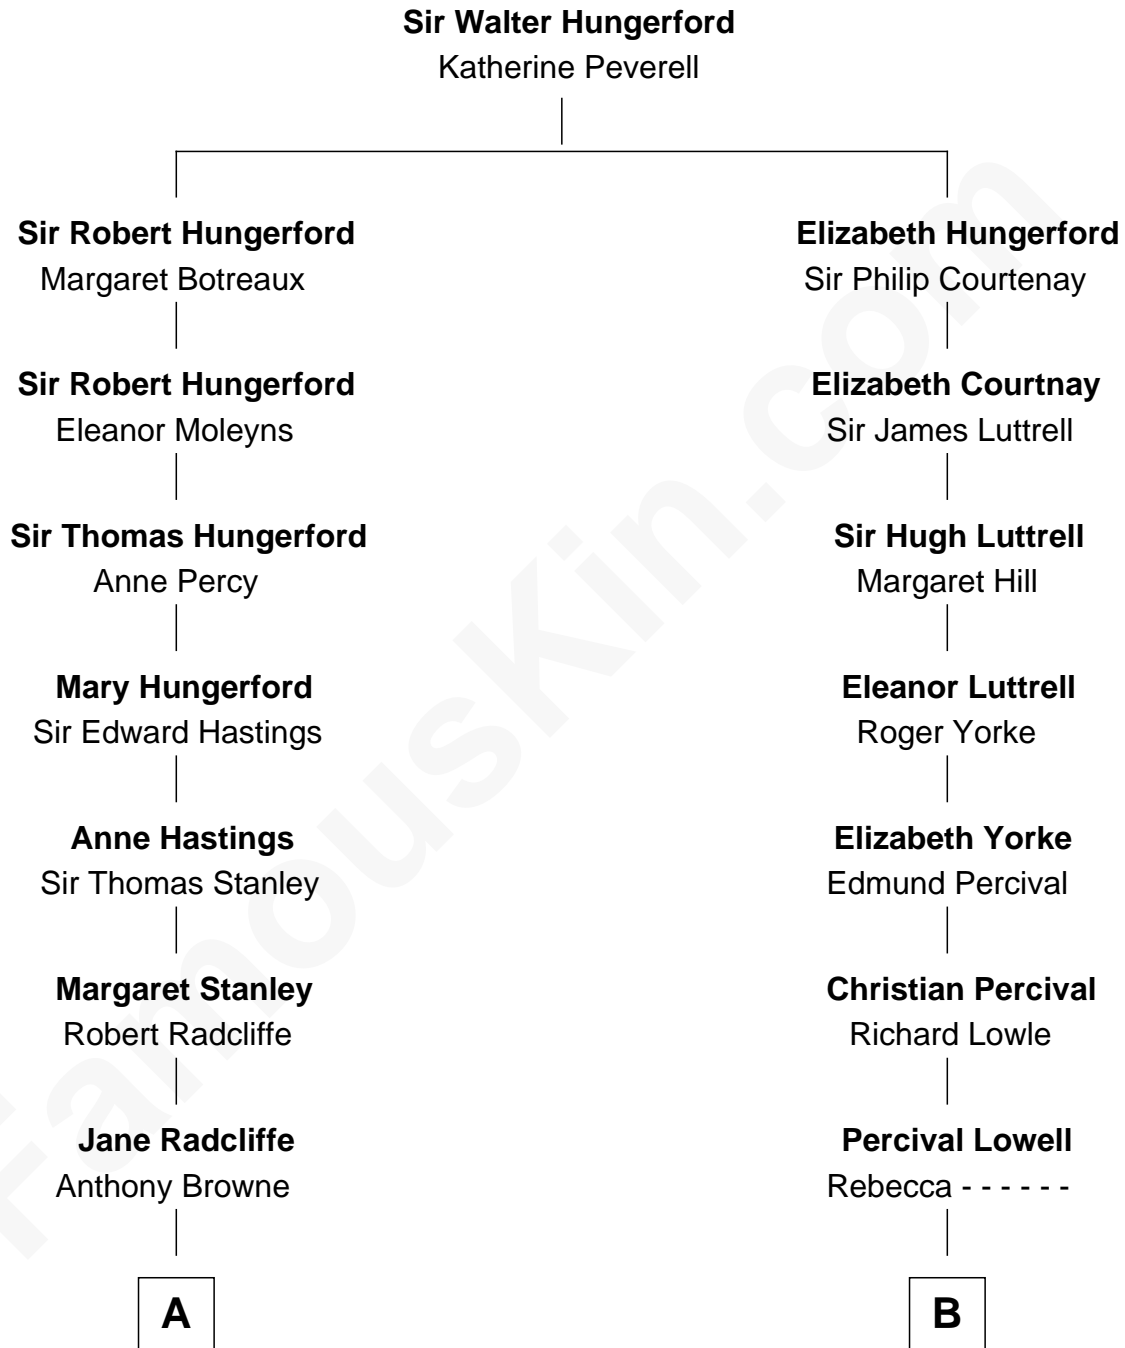 Sir Walter Hungerford
Katherine Peverell
Sir Robert Hungerford
Margaret Botreaux
Sir Robert Hungerford
Eleanor Moleyns
Sir Thomas Hungerford
Anne Percy
Mary Hungerford
Sir Edward Hastings
Anne Hastings
Sir Thomas Stanley
Margaret Stanley
Robert Radcliffe
Jane Radcliffe
Anthony Browne
A
Elizabeth Hungerford
Sir Philip Courtenay
Elizabeth Courtnay
Sir James Luttrell
Sir Hugh Luttrell
Margaret Hill
Eleanor Luttrell
Roger Yorke
Elizabeth Yorke
Edmund Percival
Christian Percival
Richard Lowle
Percival Lowell
Rebecca - - - - - -
B
FamousKin.com